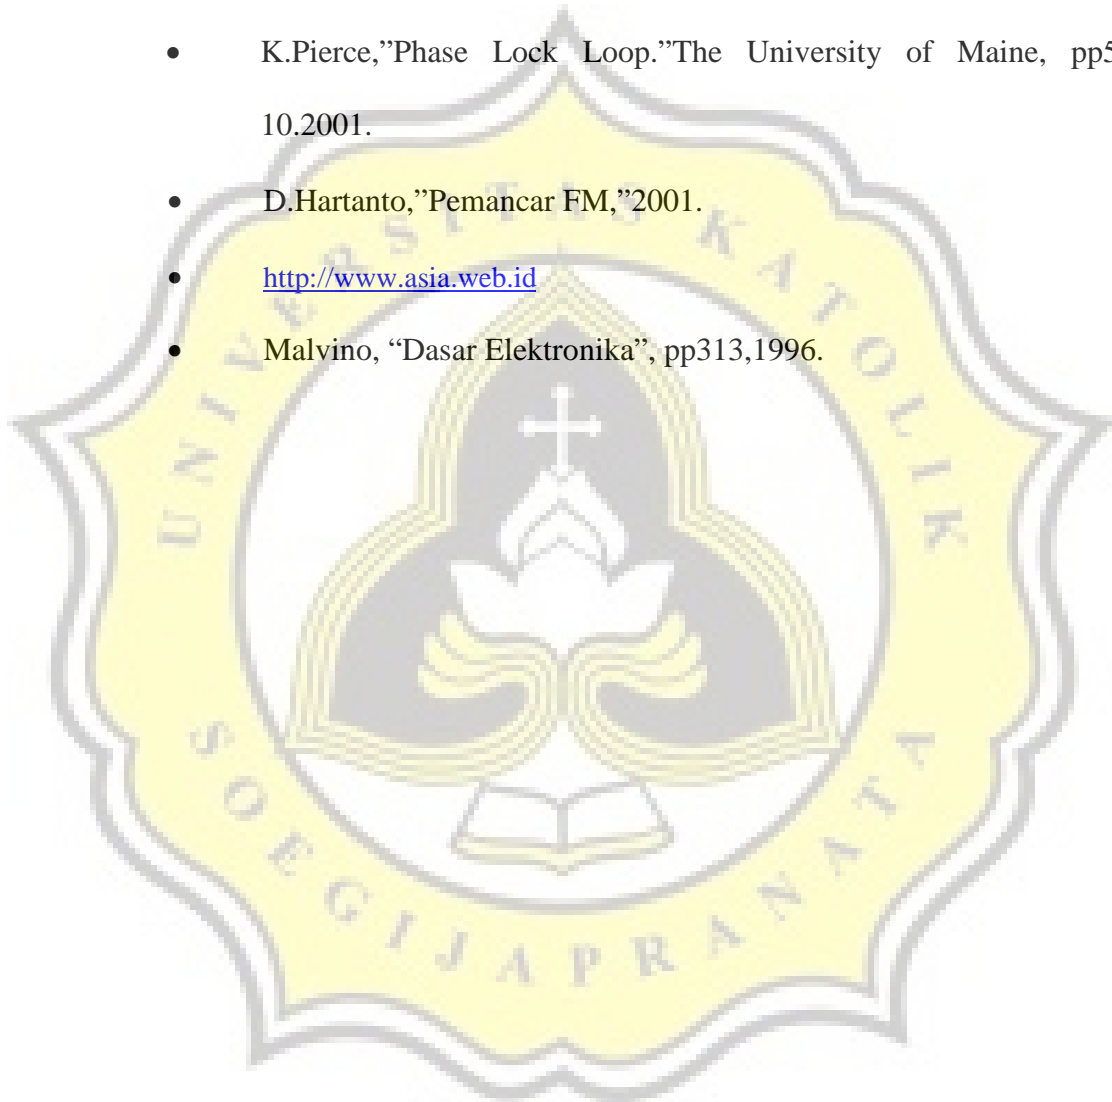 • K.Pierce,”Phase Lock Loop.”The University of Maine, pp5
10.2001.
• D.Hartanto,”Pemancar FM,”2001.
• http://www.asia.web.id
• Malvino, “Dasar Elektronika”, pp313,1996.
UNIVERSITAS KATOLIK
SOEGIJAPRANATA